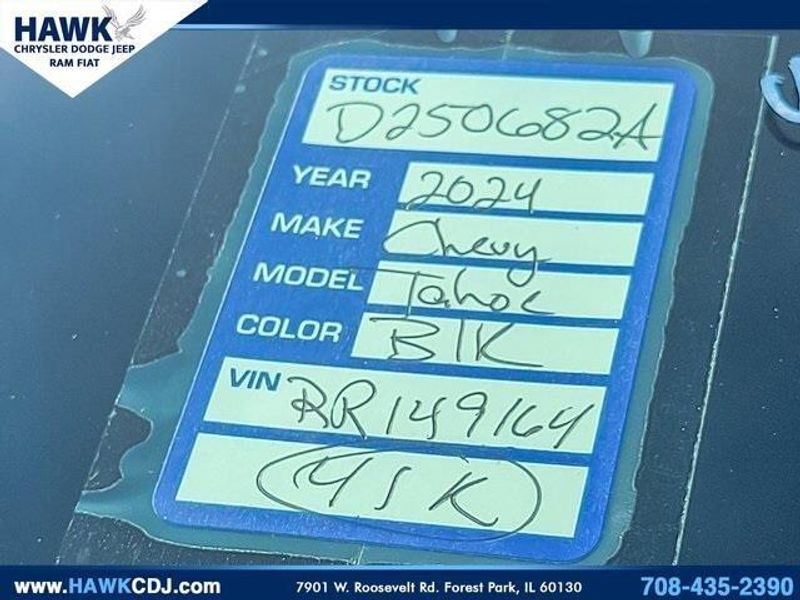 HAWK
CHRYSLER DODGE JEEP
RAM FIAT
STOCK D250682A
YEAR 2024
MAKE Chevy
MODEL Tahoe
COLOR BlK
VIN RR149164
45K
www.HAWKCDJ.com 7901 W. Roosevelt Rd. Forest Park, IL 60130 708-435-2390